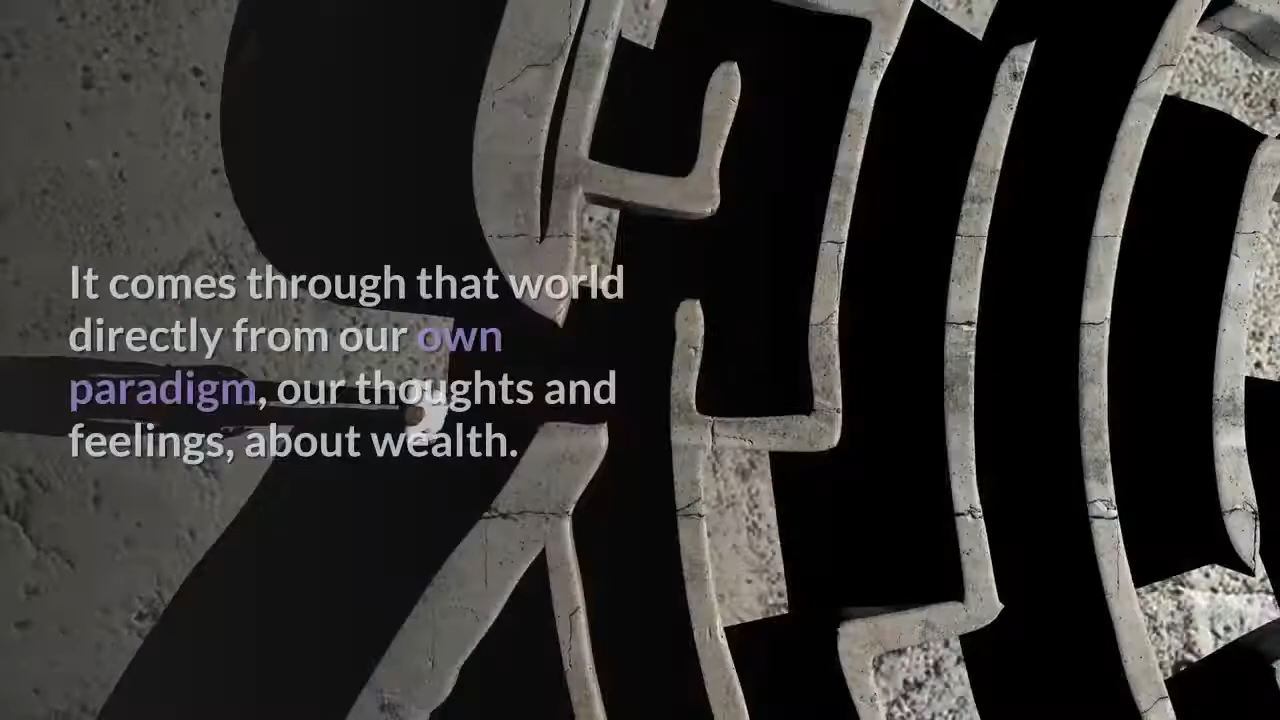 It comes through that world
directly from our own
paradigm, our thoughts and
feelings, about wealth.